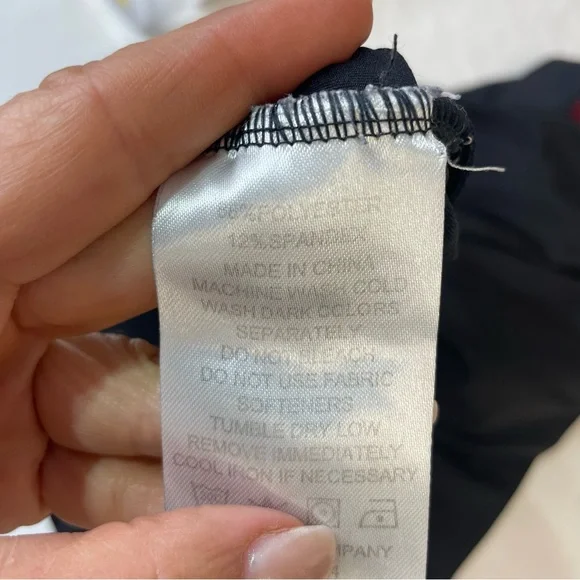 88%POLYESTER
12%SPANDEX
MADE IN CHINA
MACHINE WASH COLD
WASH DARK COLORS
SEPARATELY
DO NOT BLEACH
DO NOT USE FABRIC
SOFTENERS
TUMBLE DRY LOW
REMOVE IMMEDIATELY
COOL IRON IF NECESSARY